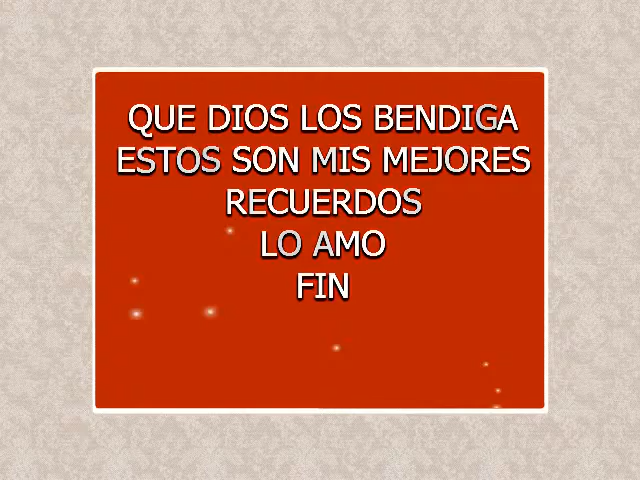 QUE DIOS LOS BENDIGA
ESTOS SON MIS MEJORES
RECUERDOS
LO AMO
FIN